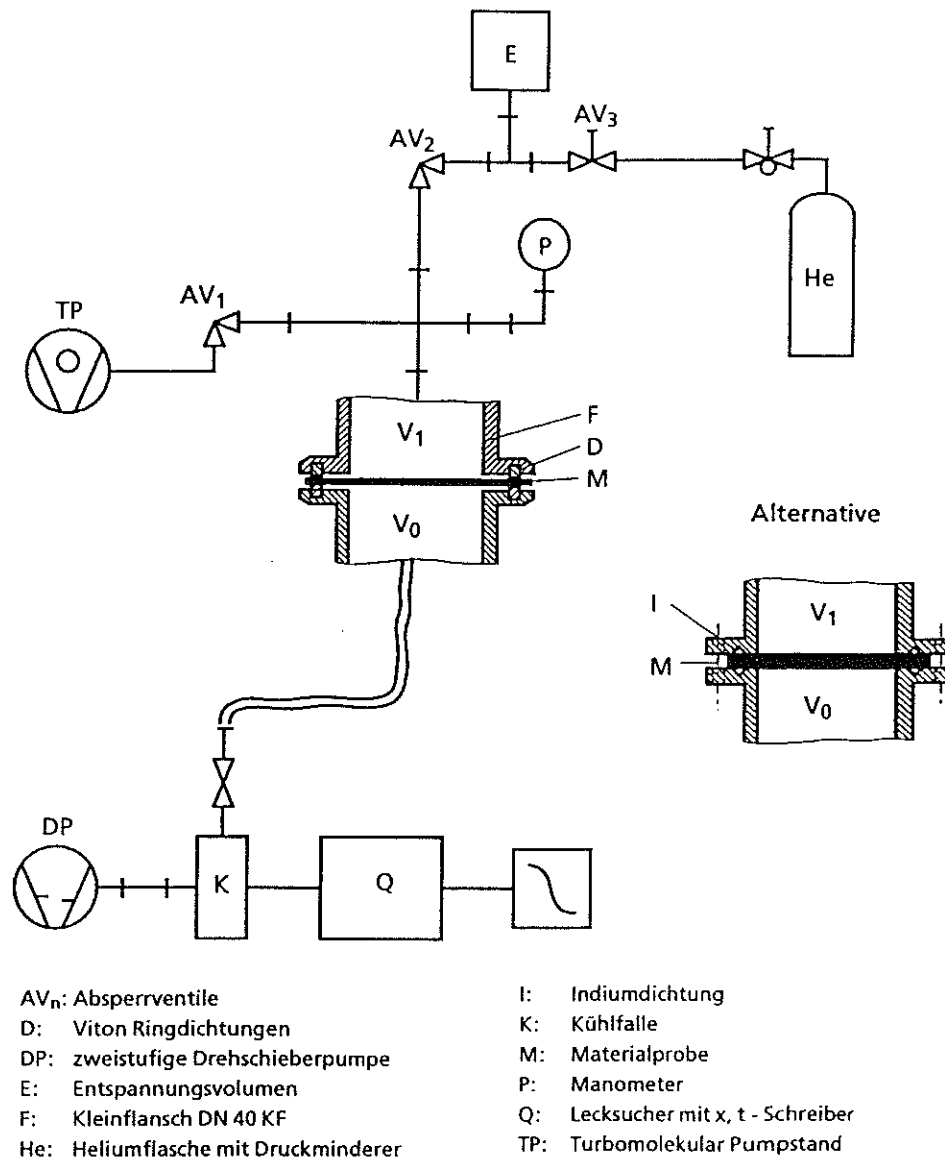 E
AV3
AV2
P
He
AV1
TP
F
V1
D
M
V0
Alternative
I
V1
M
V0
DP
K
Q
AVn: Absperrventile
D: Viton Ringdichtungen
DP: zweistufige Drehschieberpumpe
E: Entspannungsvolumen
F: Kleinflansch DN 40 KF
He: Heliumflasche mit Druckminderer
I: Indiumdichtung
K: Kühlfalle
M: Materialprobe
P: Manometer
Q: Lecksucher mit x, t - Schreiber
TP: Turbomolekular Pumpstand